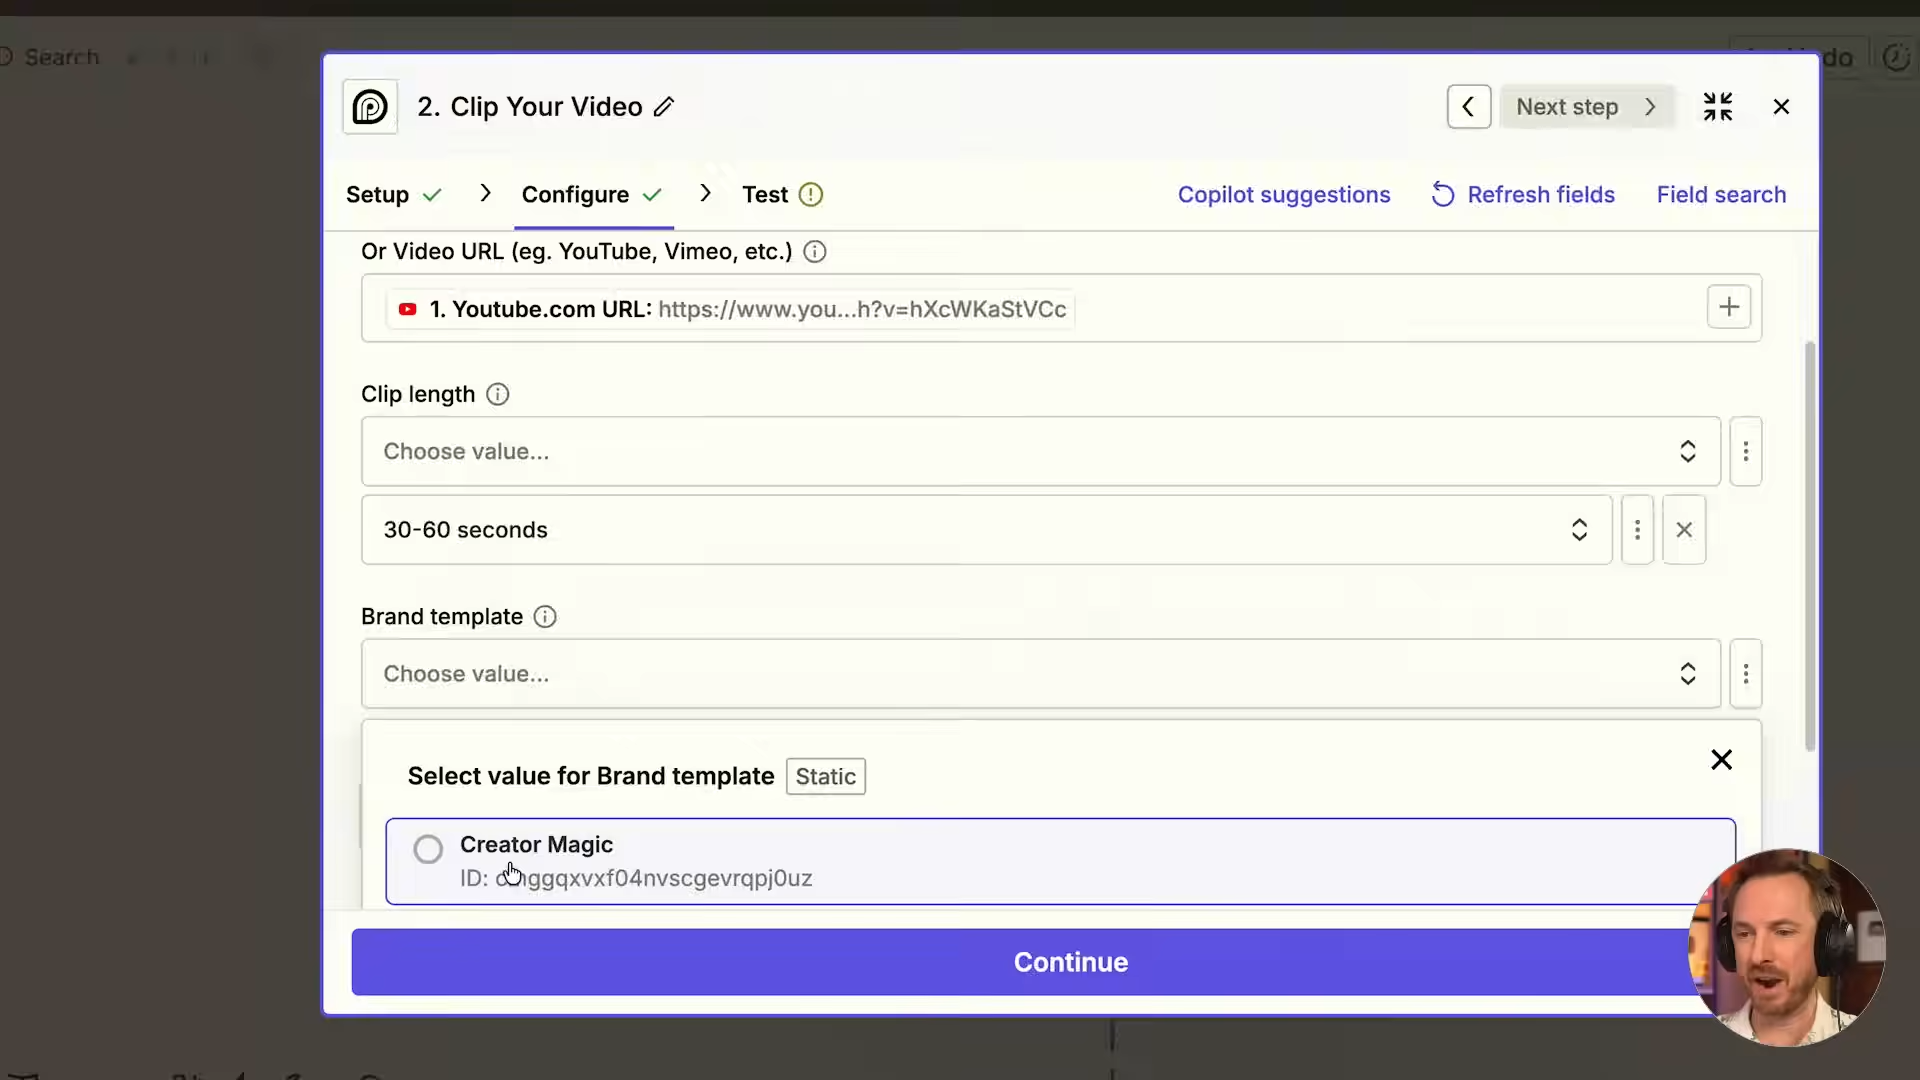 Search
do
2. Clip Your Video
Next step
Setup
Configure
Test
Copilot suggestions
Refresh fields
Field search
Or Video URL (eg. YouTube, Vimeo, etc.)
1. Youtube.com URL: https://www.you...h?v=hXcWKaStVCc
Clip length
Choose value...
30-60 seconds
Brand template
Choose value...
Select value for Brand template Static
Creator Magic
ID:
Continue